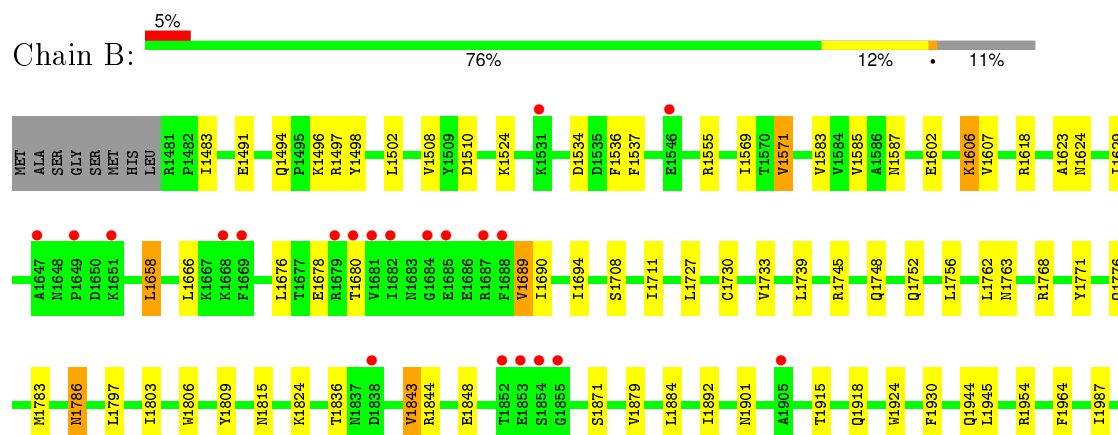 5%
Chain B:
76% 12% • 11%
MET ALA SER GLY SER MET HIS LEU R1481 P1482 I1483 E1491 Q1494 P1495 K1496 R1497 Y1498 L1502 V1508 Y1509 D1510 K1524 K1531 D1534 D1535 F1536 F1537 E1546 R1555 I1569 T1570 V1571 V1583 V1584 V1585 A1586 N1587 E1602 K1606 V1607 R1618 A1623 N1624
A1647 N1648 P1649 D1650 K1651 L1658 L1666 K1667 K1668 F1669 L1676 T1677 E1678 R1679 T1680 V1681 I1682 N1683 G1684 E1685 E1686 R1687 F1688 V1689 I1690 I1694 S1708 I1711 L1727 C1730 V1733 L1739 R1745 Q1748 Q1752 L1756 L1762 N1763 R1768 Y1771
M1783 N1786 L1797 I1803 W1806 Y1809 N1815 K1824 T1836 N1837 D1838 V1843 R1844 E1848 T1852 E1853 S1854 G1855 S1871 V1879 L1884 I1892 N1901 A1905 T1915 Q1918 W1924 F1930 Q1944 L1945 R1954 F1964 I1987